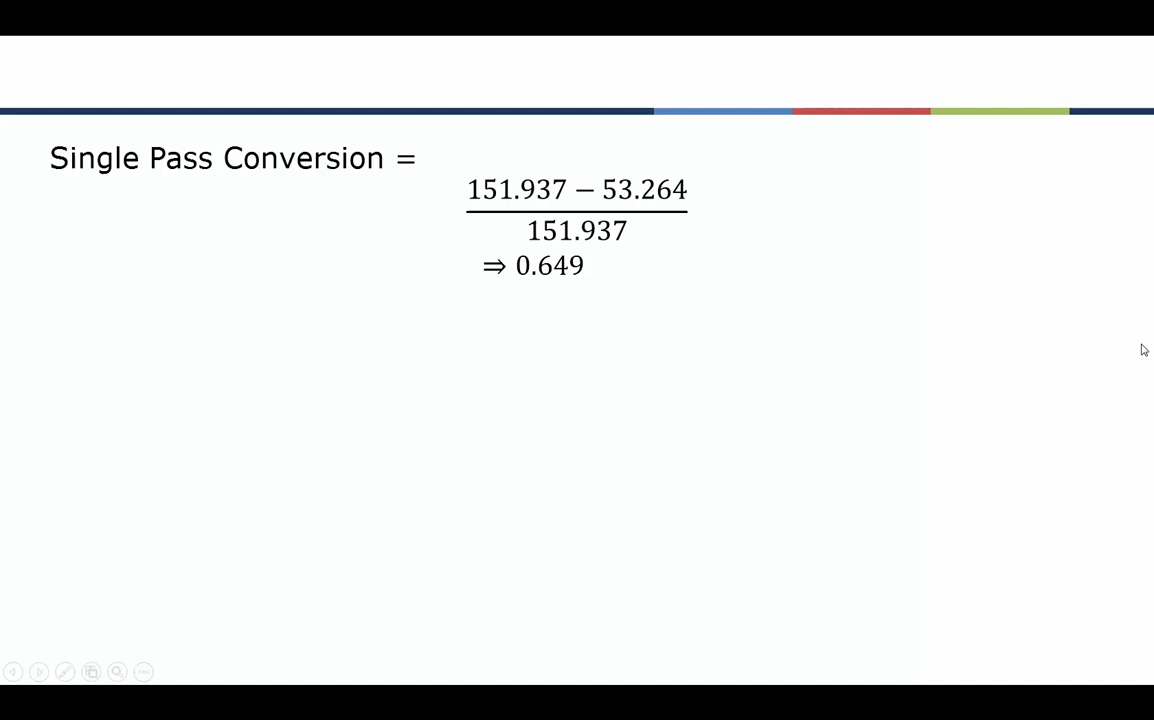 Single Pass Conversion =
151.937 − 53.264
151.937
⇒ 0.649